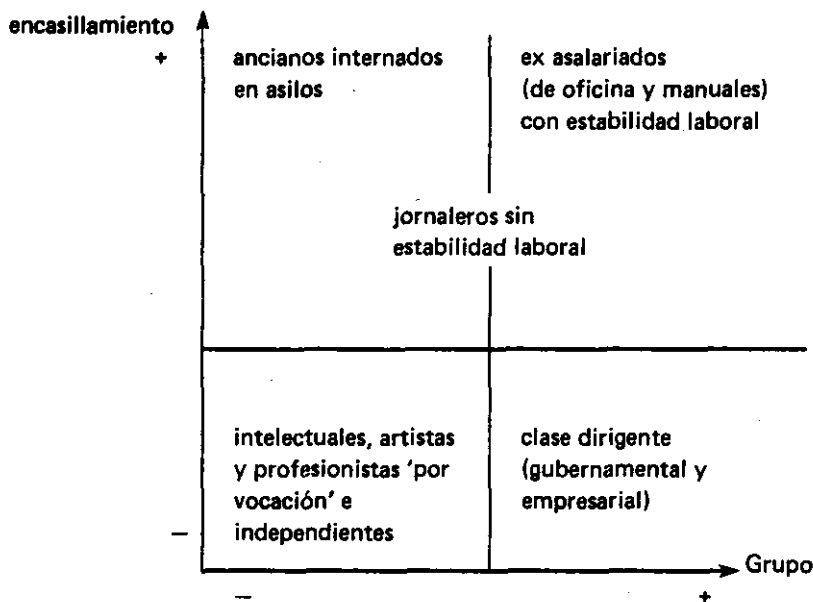 encasillamiento
+
ancianos internados
en asilos
ex asalariados
(de oficina y manuales)
con estabilidad laboral
jornaleros sin
estabilidad laboral
intelectuales, artistas
y profesionistas 'por
vocación' e
independientes
clase dirigente
(gubernamental y
empresarial)
—
Grupo
—
+